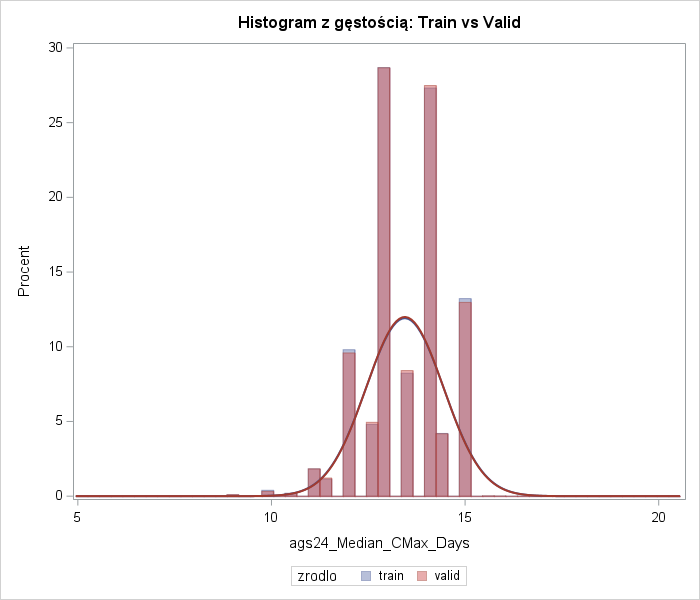 Histogram z gęstością: Train vs Valid
30
25
20
15
10
5
0
Procent
5 10 15 20
ags24_Median_CMax_Days
zrodlo train valid